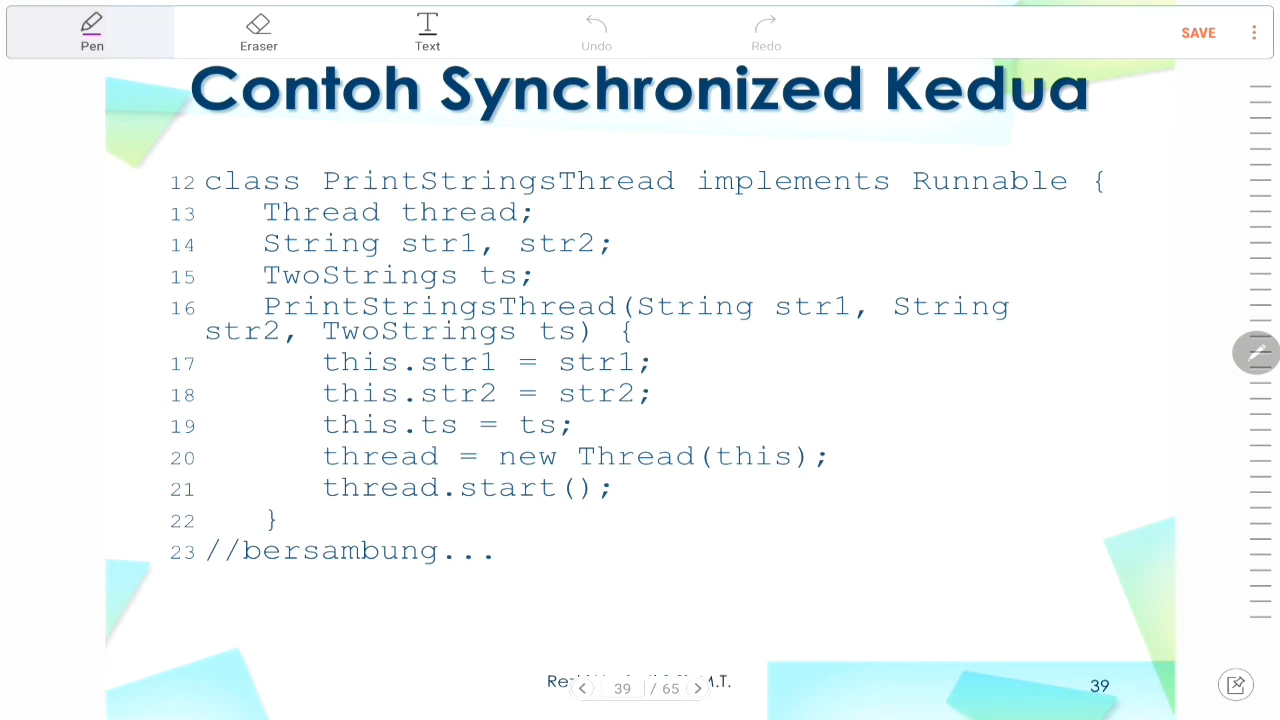 Pen
Eraser
Text
Undo
Redo
SAVE
Contoh Synchronized Kedua
12 class PrintStringsThread implements Runnable {
13 Thread thread;
14 String str1, str2;
15 TwoStrings ts;
16 PrintStringsThread(String str1, String
str2, TwoStrings ts) {
17 this.str1 = str1;
18 this.str2 = str2;
19 this.ts = ts;
20 thread = new Thread(this);
21 thread.start();
22 }
23 //bersambung...
39 / 65
M.T.
39